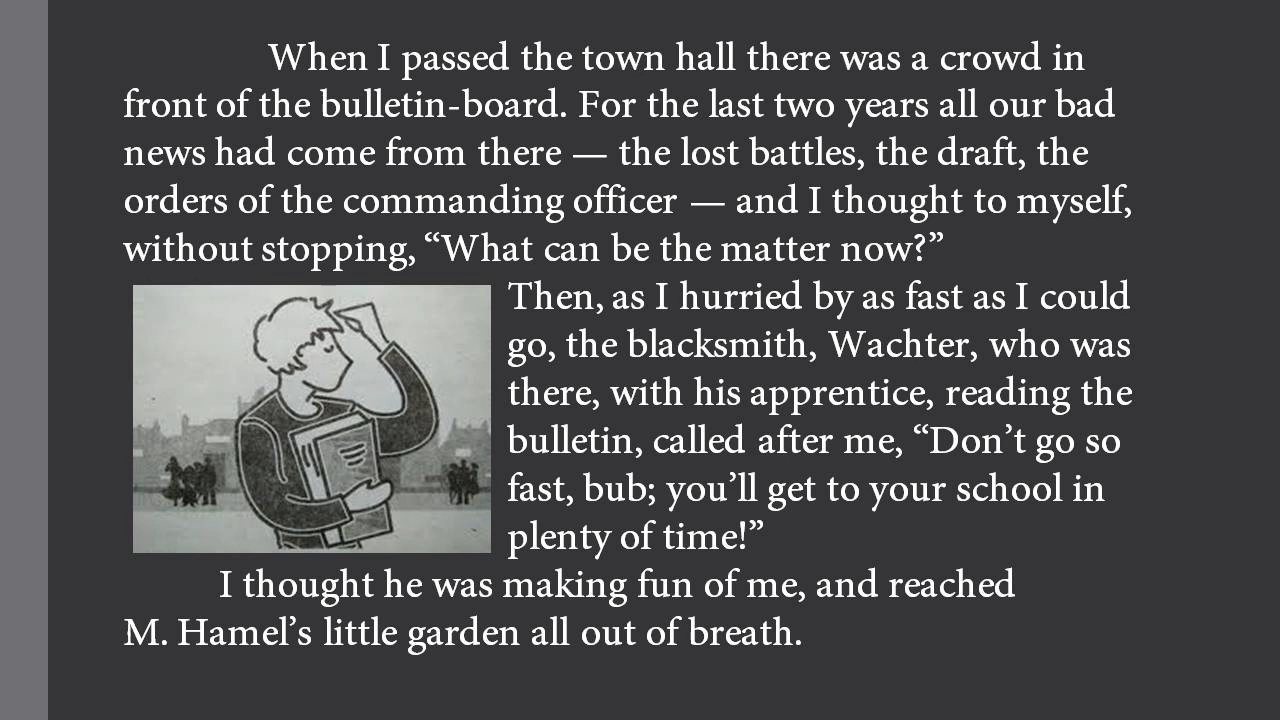 When I passed the town hall there was a crowd in
front of the bulletin-board. For the last two years all our bad
news had come from there — the lost battles, the draft, the
orders of the commanding officer — and I thought to myself,
without stopping, “What can be the matter now?”
Then, as I hurried by as fast as I could
go, the blacksmith, Wachter, who was
there, with his apprentice, reading the
bulletin, called after me, “Don’t go so
fast, bub; you’ll get to your school in
plenty of time!”
I thought he was making fun of me, and reached
M. Hamel’s little garden all out of breath.